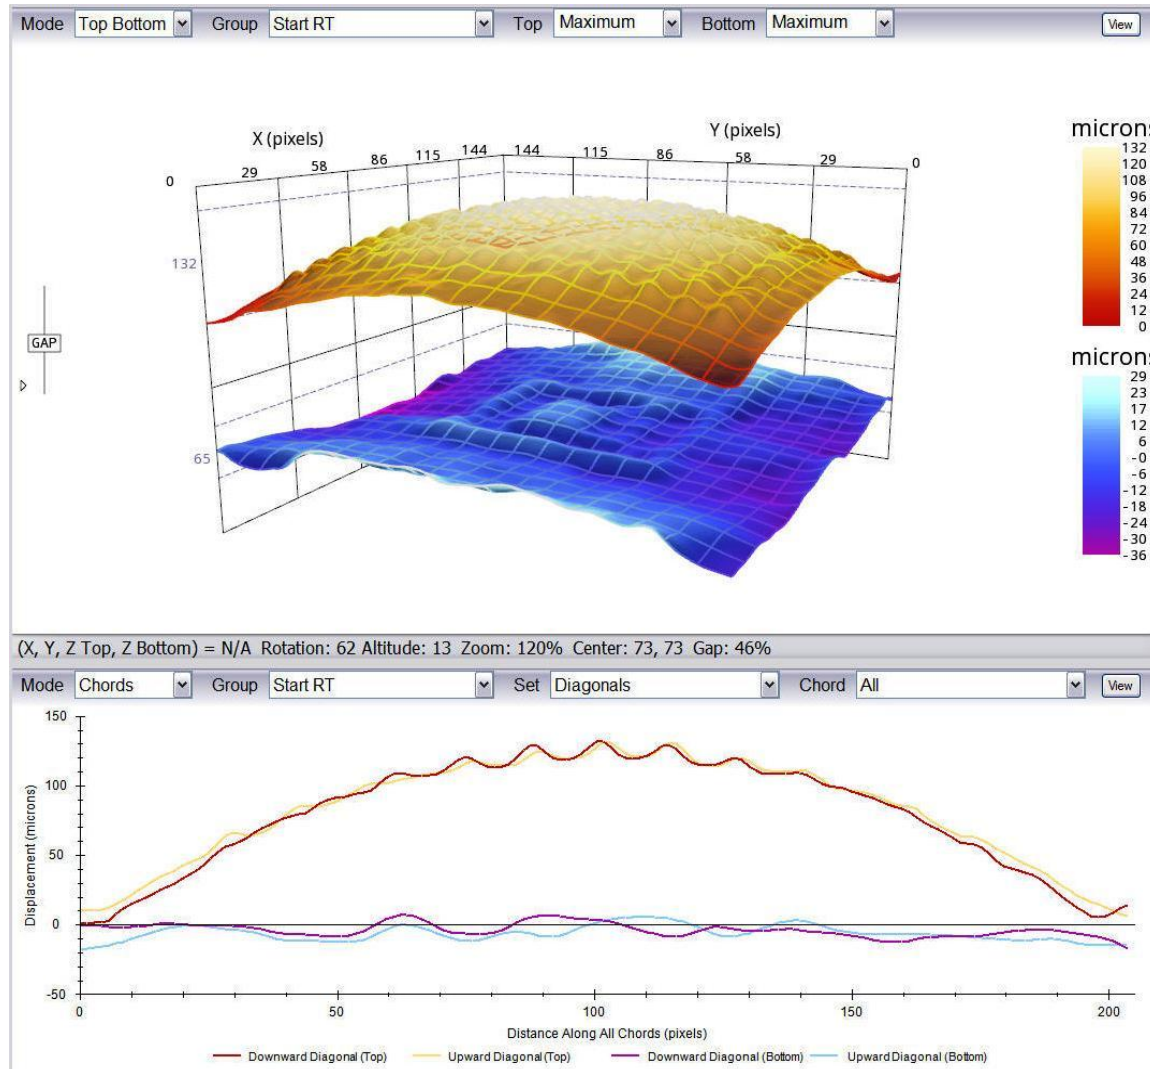 Mode Top Bottom Group Start RT Top Maximum Bottom Maximum View
X (pixels) Y (pixels)
0 29 58 86 115 144 144 115 86 58 29 0
132
65
GAP
microns
132
120
108
96
84
72
60
48
36
24
12
0
microns
29
23
17
12
6
-0
-6
-12
-18
-24
-30
-36
(X, Y, Z Top, Z Bottom) = N/A Rotation: 62 Altitude: 13 Zoom: 120% Center: 73, 73 Gap: 46%
Mode Chords Group Start RT Set Diagonals Chord All View
Displacement (microns)
150
100
50
0
-50
0 50 100 150 200
Distance Along All Chords (pixels)
Downward Diagonal (Top) Upward Diagonal (Top) Downward Diagonal (Bottom) Upward Diagonal (Bottom)